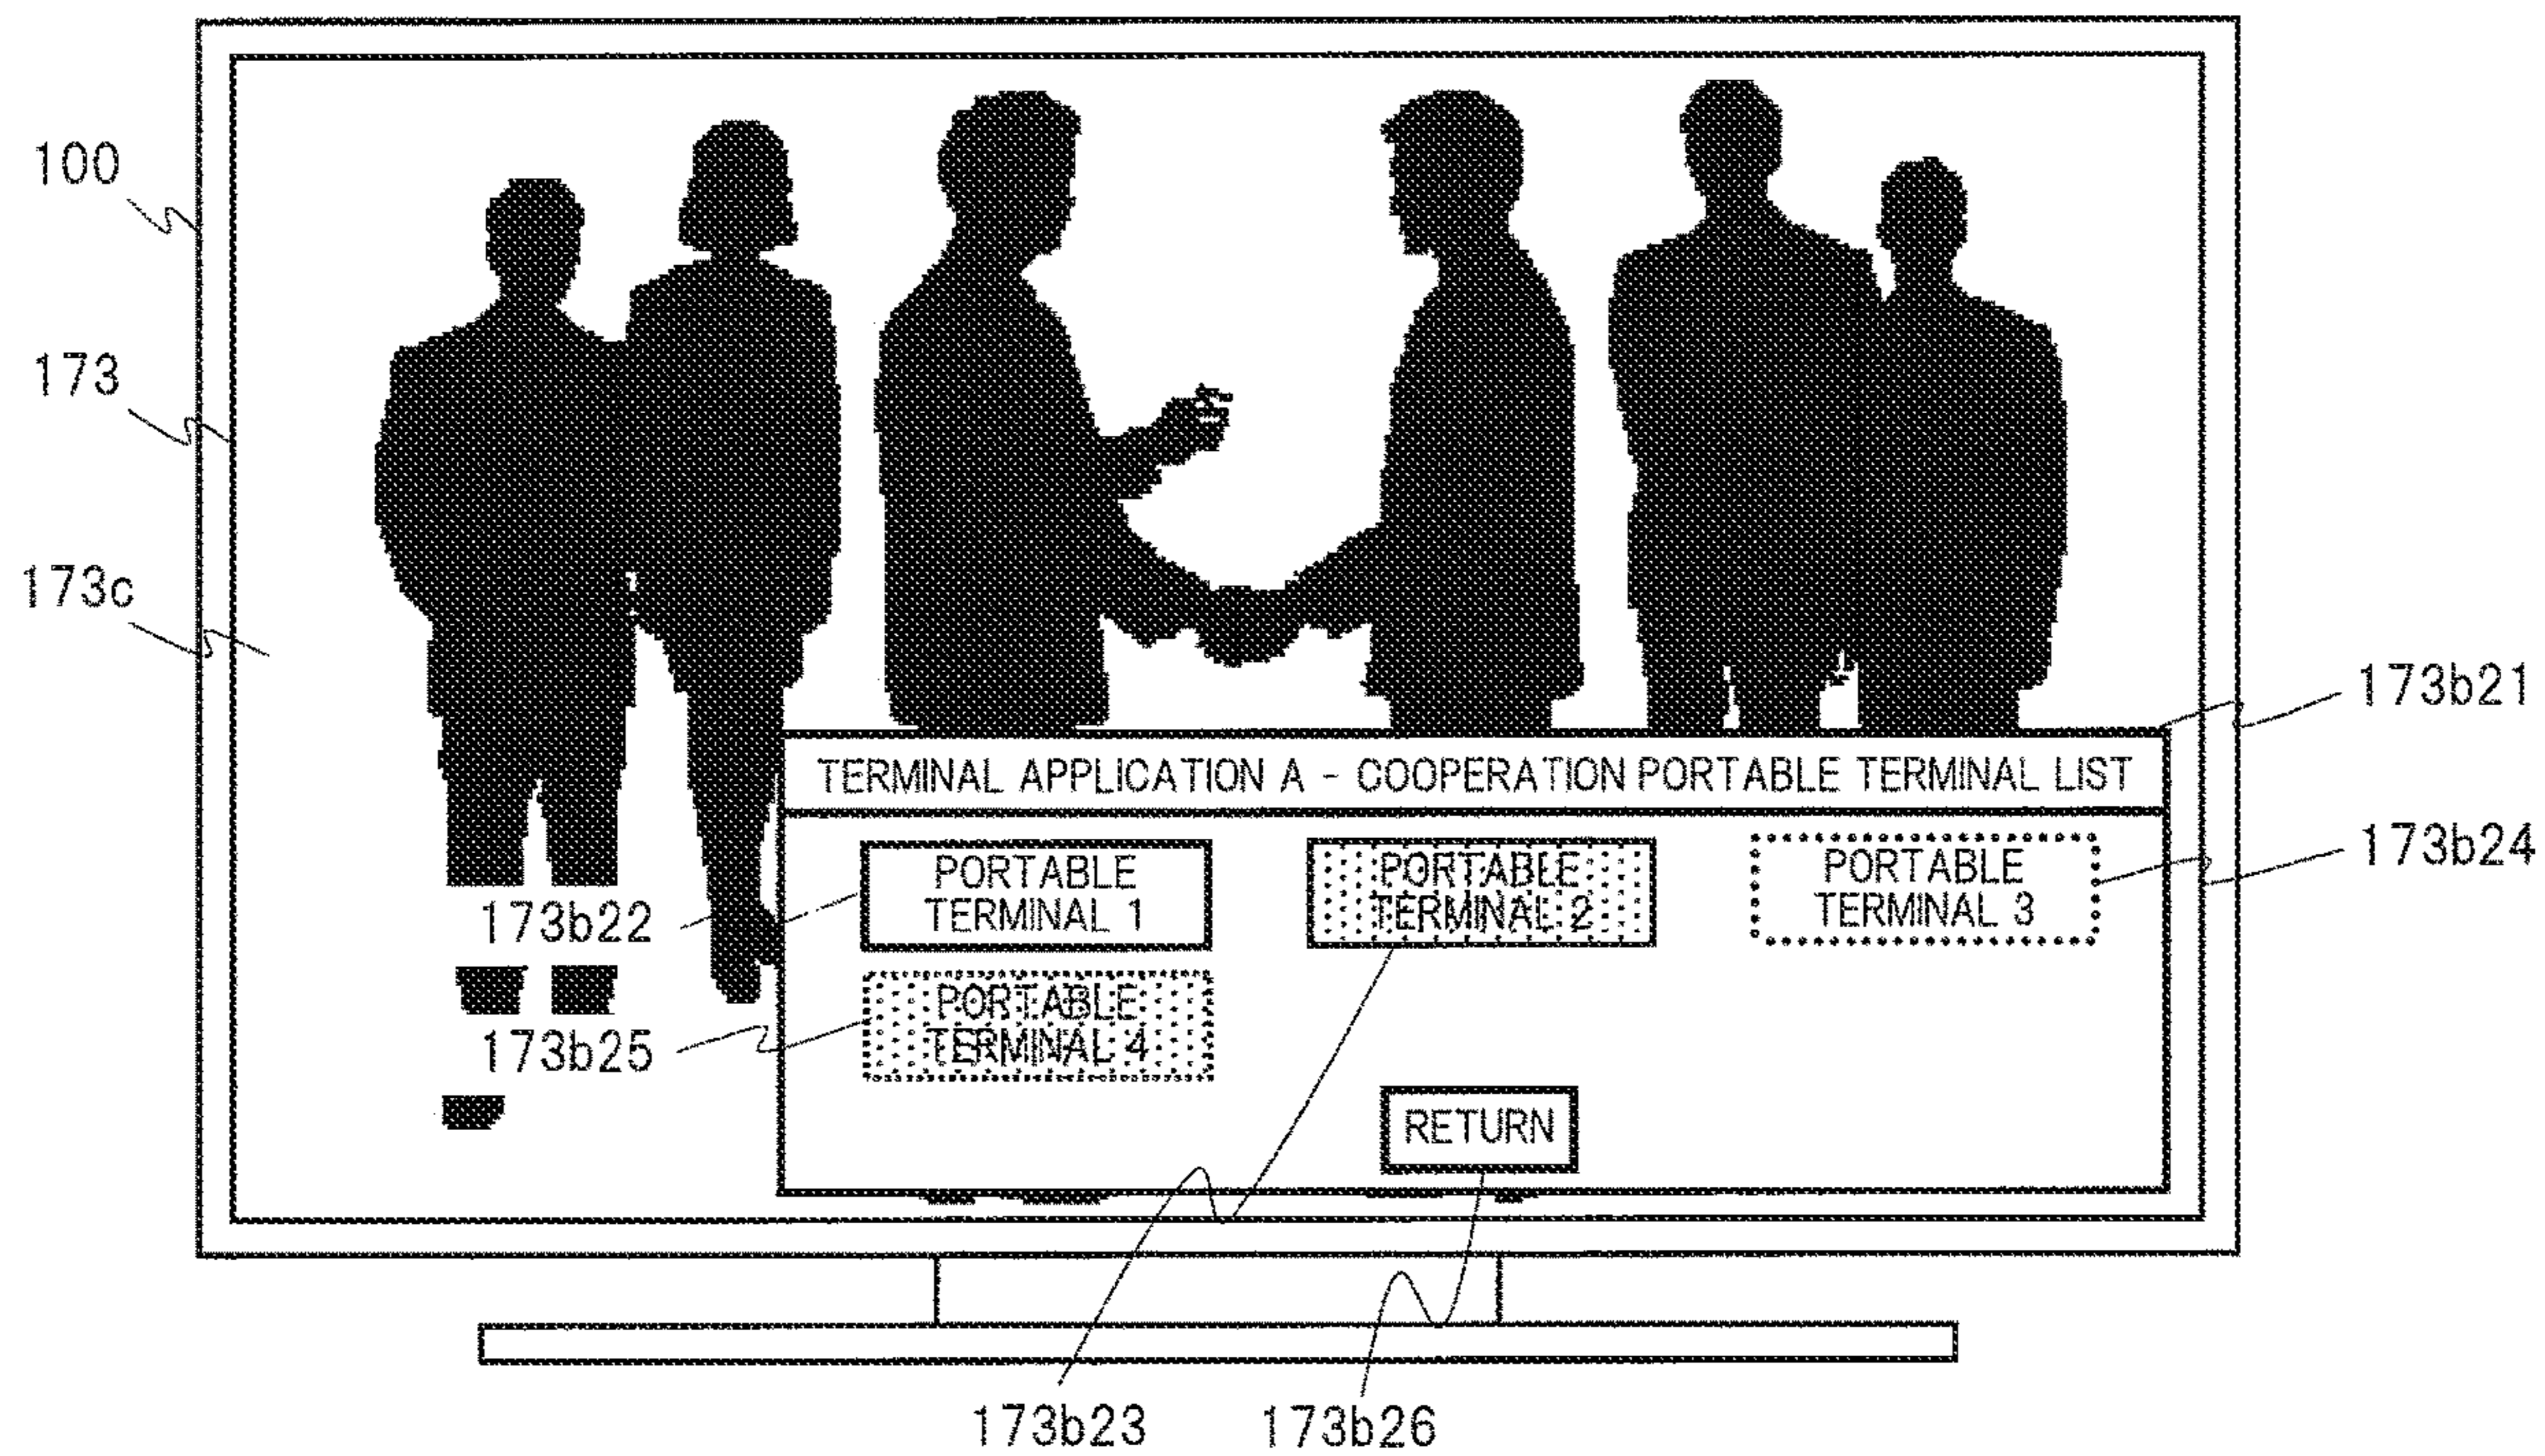 100
173
173c
173b21
TERMINAL APPLICATION A - COOPERATION PORTABLE TERMINAL LIST
173b24
PORTABLE
TERMINAL 1
PORTABLE
TERMINAL 2
PORTABLE
TERMINAL 3
173b22
PORTABLE
TERMINAL 4
173b25
RETURN
173b23
173b26